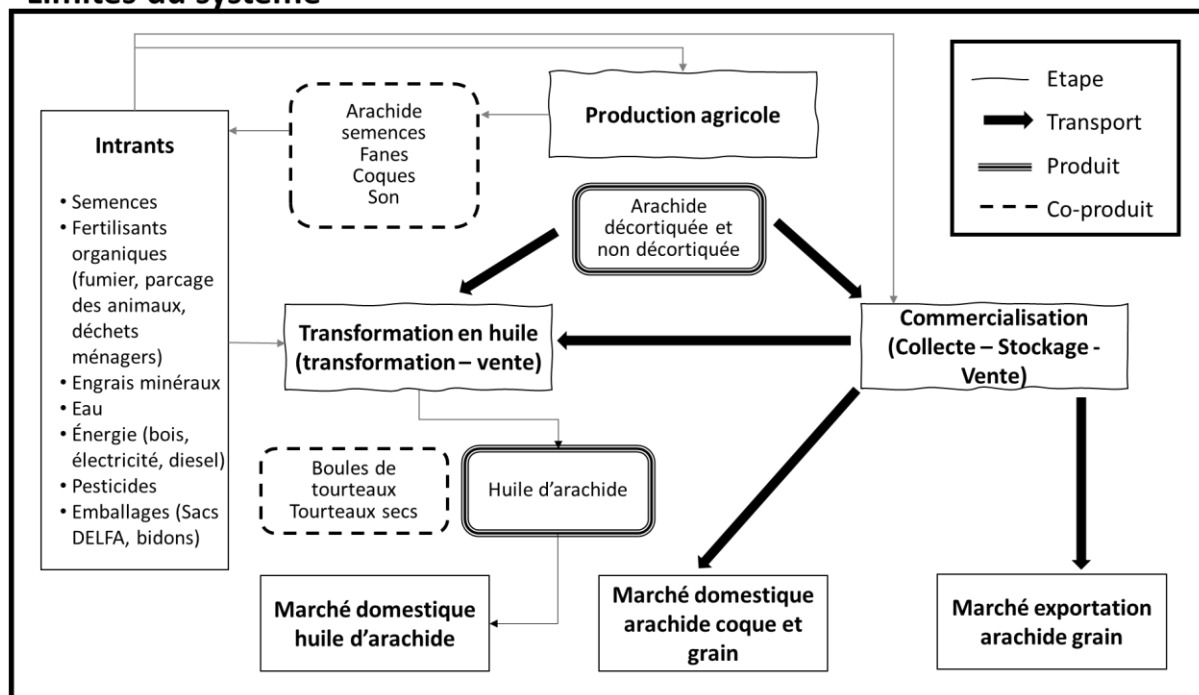 Limites du système
Intrants
• Semences
• Fertilisants
organiques
(fumier, parcage
des animaux,
déchets
ménagers)
• Engrais minéraux
• Eau
• Énergie (bois,
électricité, diesel)
• Pesticides
• Emballages (Sacs
DELFA, bidons)
Arachide
semences
Fanes
Coques
Son
Production agricole
Etape
Transport
Produit
Co-produit
Arachide
décortiquée et
non décortiquée
Transformation en huile
(transformation – vente)
Commercialisation
(Collecte – Stockage -
Vente)
Boules de
tourteaux
Tourteaux secs
Huile d'arachide
Marché domestique
huile d'arachide
Marché domestique
arachide coque et
grain
Marché exportation
arachide grain